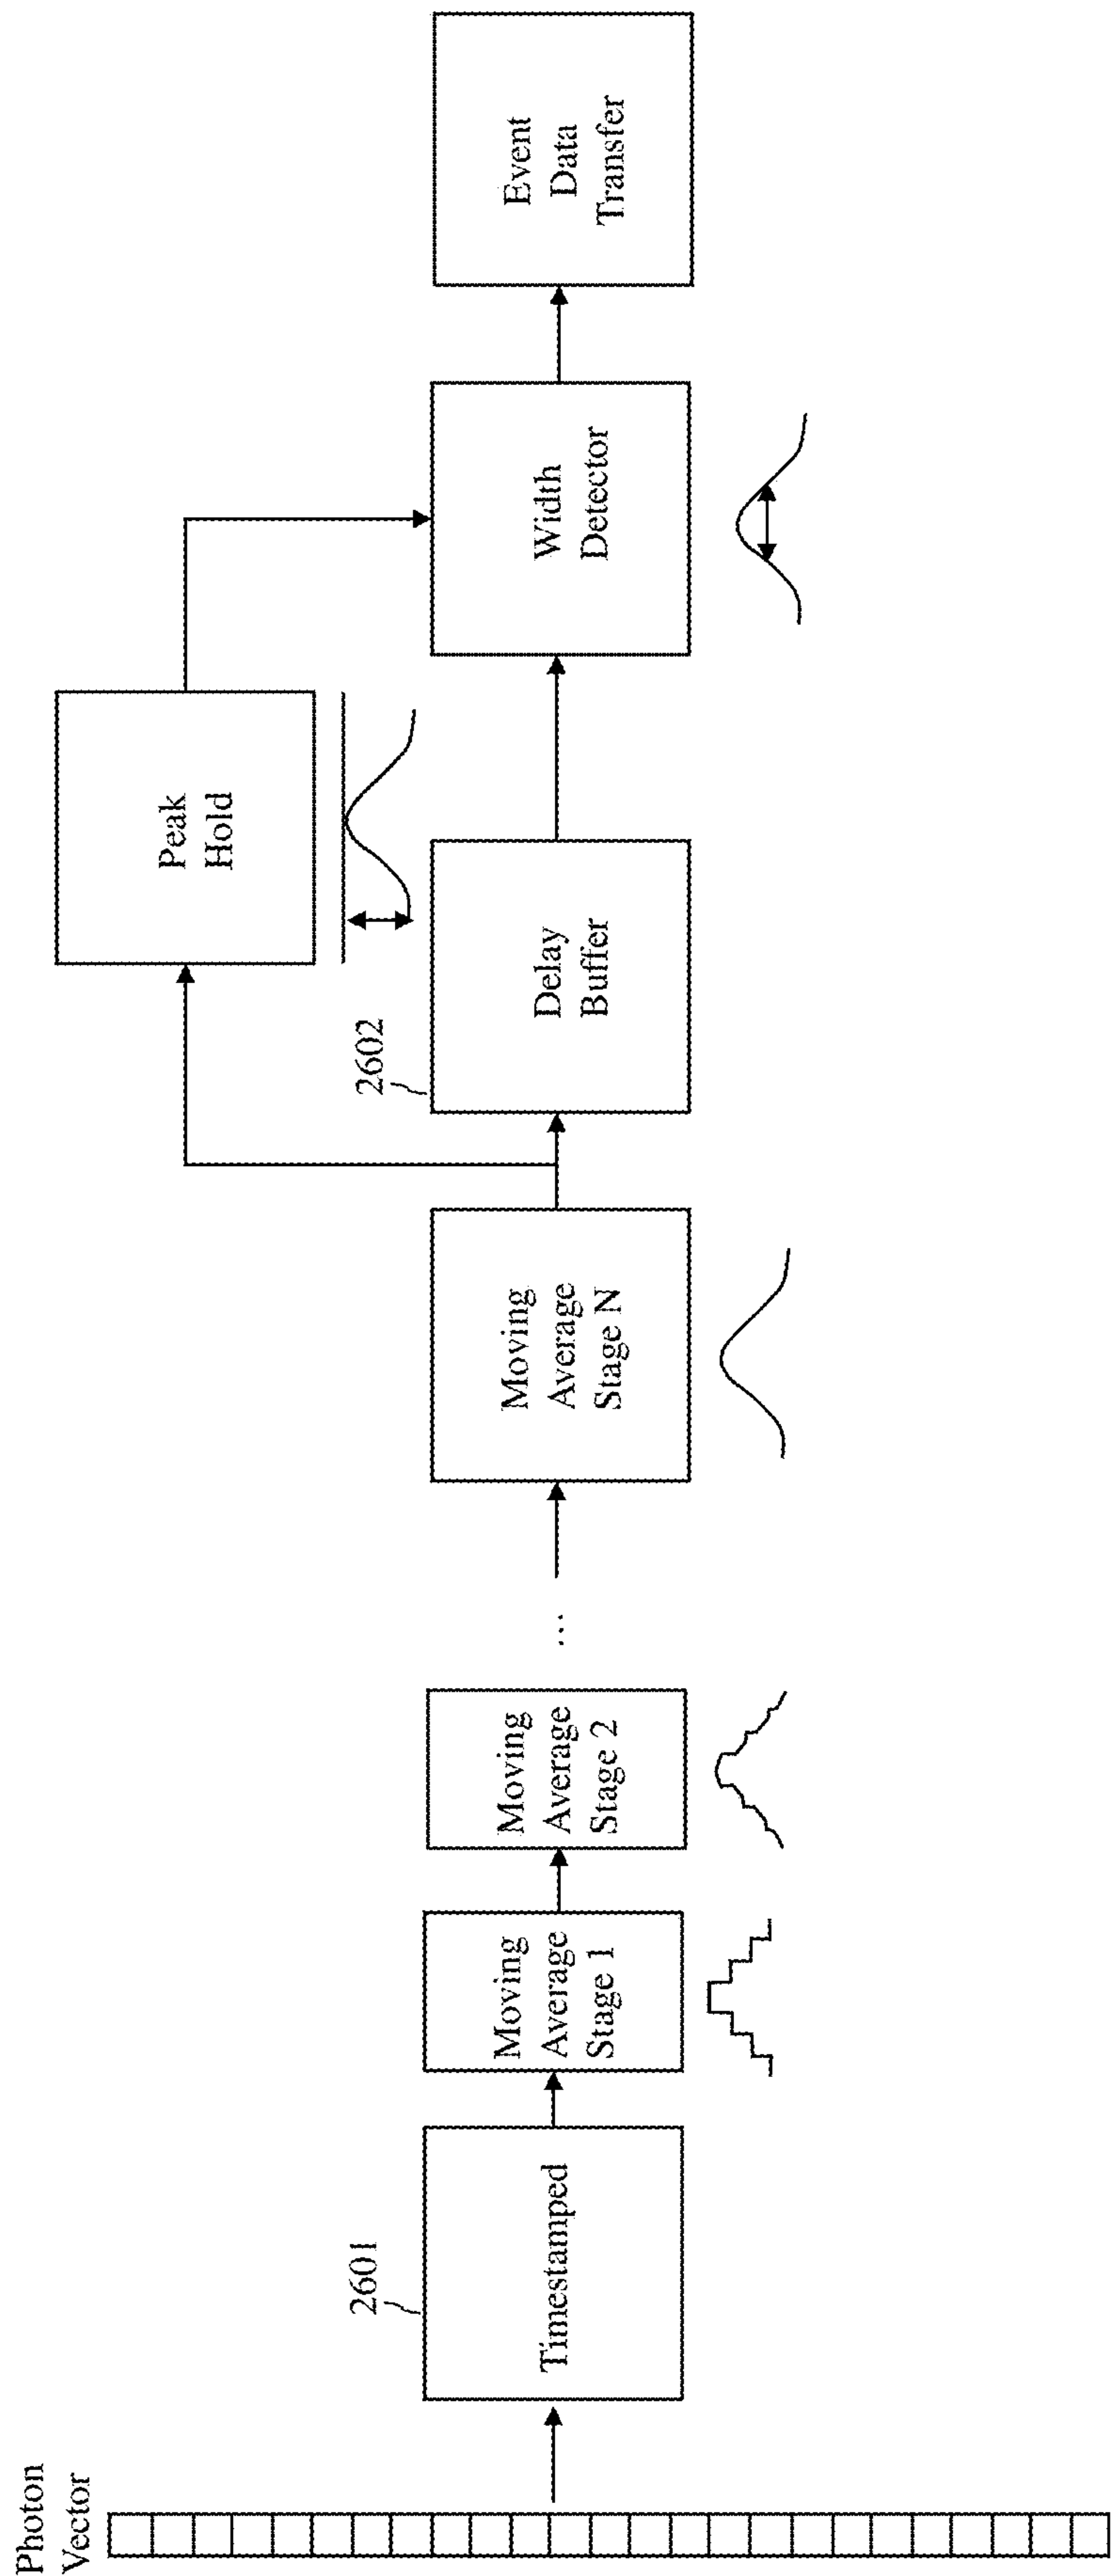 Photon
Vector
2601
Timestamped
Moving
Average
Stage 1
Moving
Average
Stage 2
...
Moving
Average
Stage N
2602
Delay
Buffer
Peak
Hold
Width
Detector
Event
Data
Transfer